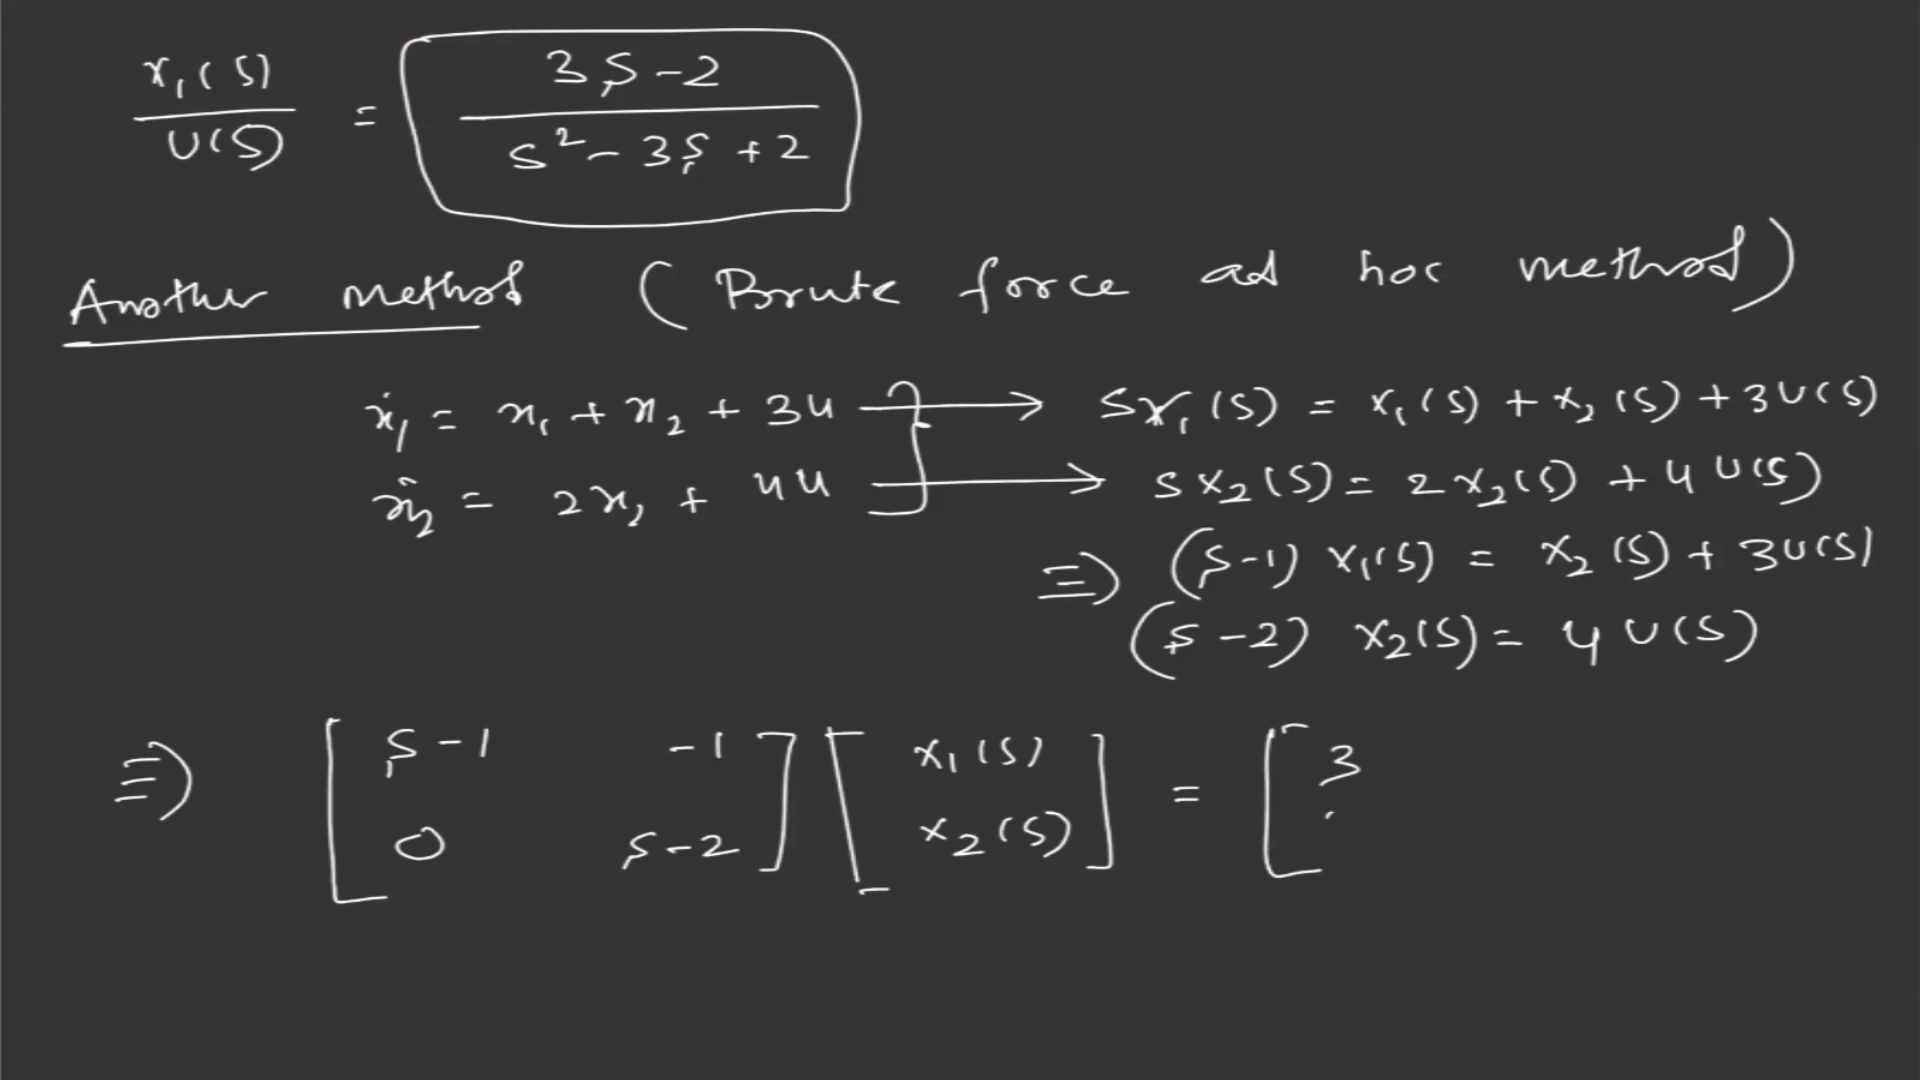 x₁(s)/U(s) = (3s-2)/(s²-3s+2)
Another method (Brute force ad hoc method)
ẋ₁ = x₁ + x₂ + 3u → sx₁(s) = x₁(s) + x₂(s) + 3U(s)
ẋ₂ = 2x₂ + 4u → sx₂(s) = 2x₂(s) + 4U(s)
⇒ (s-1) x₁(s) = x₂(s) + 3U(s)
(s-2) x₂(s) = 4U(s)
⇒ [s-1 -1; 0 s-2] [x₁(s); x₂(s)] = [3